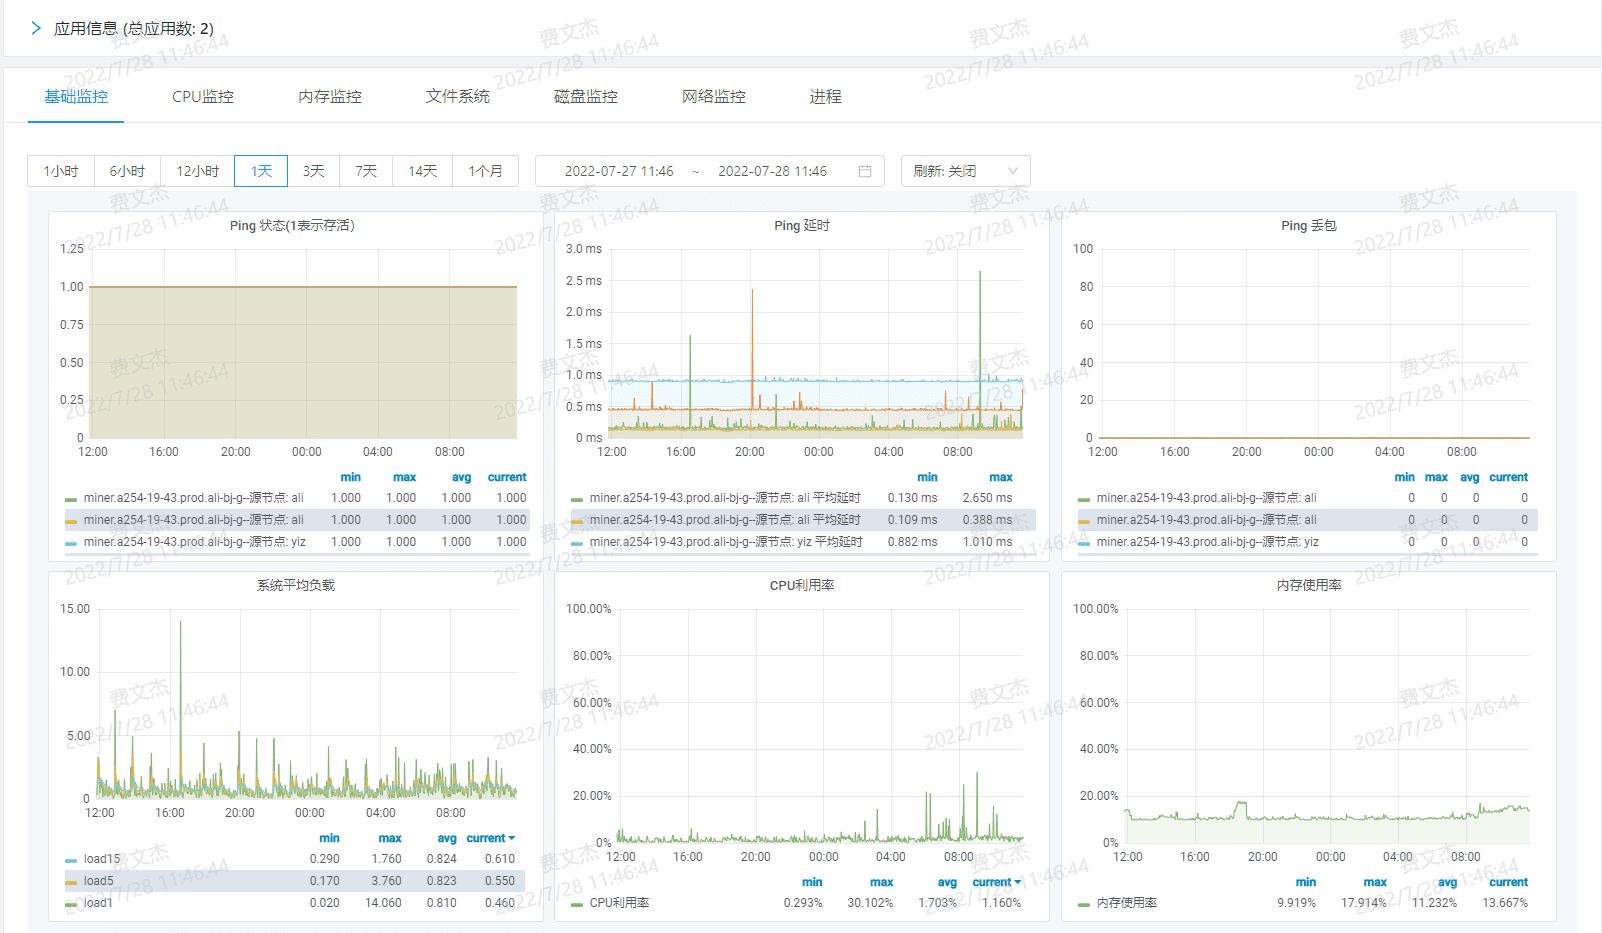 应用信息 (总应用数: 2)
基础监控 CPU监控 内存监控 文件系统 磁盘监控 网络监控 进程
1小时 6小时 12小时 1天 3天 7天 14天 1个月 2022-07-27 11:46 ~ 2022-07-28 11:46 刷新: 关闭
Ping 状态(1表示存活)
1.25
1.00
0.75
0.50
0.25
0
12:00 16:00 20:00 00:00 04:00 08:00
min max avg current
miner.a254-19-43.prod.ali-bj-g--源节点: ali 1.000 1.000 1.000 1.000
miner.a254-19-43.prod.ali-bj-g--源节点: ali 1.000 1.000 1.000 1.000
miner.a254-19-43.prod.ali-bj-g--源节点: yiz 1.000 1.000 1.000 1.000
Ping 延时
3.0 ms
2.5 ms
2.0 ms
1.5 ms
1.0 ms
0.5 ms
0 ms
12:00 16:00 20:00 00:00 04:00 08:00
min max
miner.a254-19-43.prod.ali-bj-g--源节点: ali 平均延时 0.130 ms 2.650 ms
miner.a254-19-43.prod.ali-bj-g--源节点: ali 平均延时 0.109 ms 0.388 ms
miner.a254-19-43.prod.ali-bj-g--源节点: yiz 平均延时 0.882 ms 1.010 ms
Ping 丢包
100
80
60
40
20
0
12:00 16:00 20:00 00:00 04:00 08:00
min max avg current
miner.a254-19-43.prod.ali-bj-g--源节点: ali 0 0 0 0
miner.a254-19-43.prod.ali-bj-g--源节点: ali 0 0 0 0
miner.a254-19-43.prod.ali-bj-g--源节点: yiz 0 0 0 0
系统平均负载
15.00
10.00
5.00
0
12:00 16:00 20:00 00:00 04:00 08:00
min max avg current
load15 0.290 1.760 0.824 0.610
load5 0.170 3.760 0.823 0.550
load1 0.020 14.060 0.810 0.460
CPU利用率
100.00%
80.00%
60.00%
40.00%
20.00%
0%
12:00 16:00 20:00 00:00 04:00 08:00
min max avg current
CPU利用率 0.293% 30.102% 1.703% 1.160%
内存使用率
100.00%
80.00%
60.00%
40.00%
20.00%
0%
12:00 16:00 20:00 00:00 04:00 08:00
min max avg current
内存使用率 9.919% 17.914% 11.232% 13.667%
费文杰
2022/7/28 11:46:44